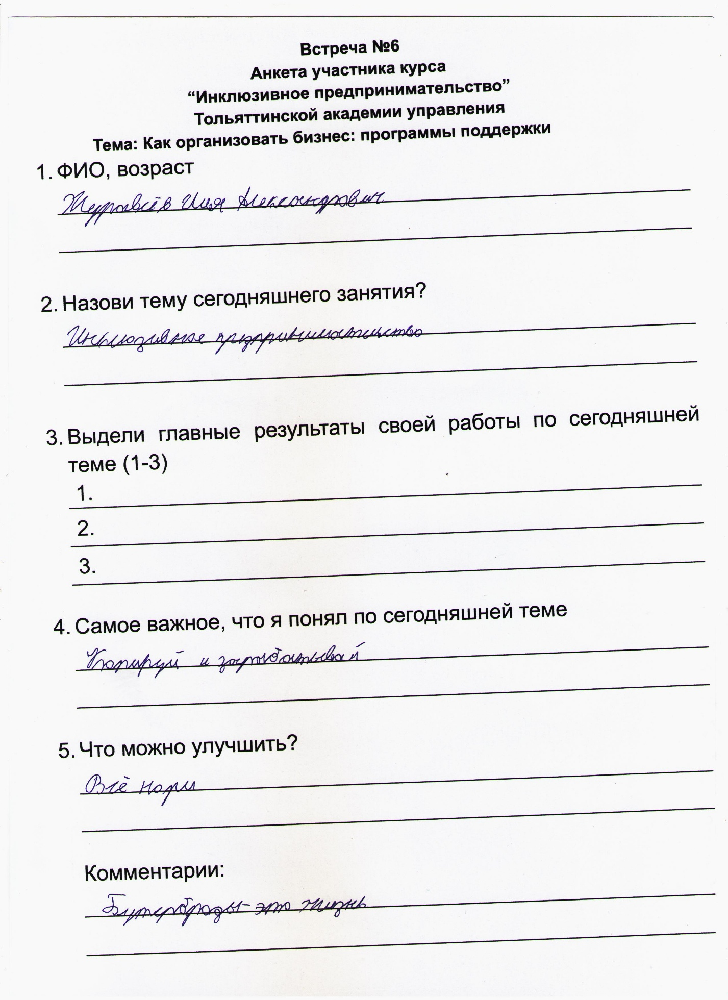 Встреча №6
Анкета участника курса
“Инклюзивное предпринимательство”
Тольяттинской академии управления
Тема: Как организовать бизнес: программы поддержки
1. ФИО, возраст
Журавлёв Илья Александрович
2. Назови тему сегодняшнего занятия?
Инклюзивное предпринимательство
3. Выдели главные результаты своей работы по сегодняшней
теме (1-3)
1.
2.
3.
4. Самое важное, что я понял по сегодняшней теме
Копируй и зарабатывай
5. Что можно улучшить?
Всё норм
Комментарии:
Бутерброды - это жизнь